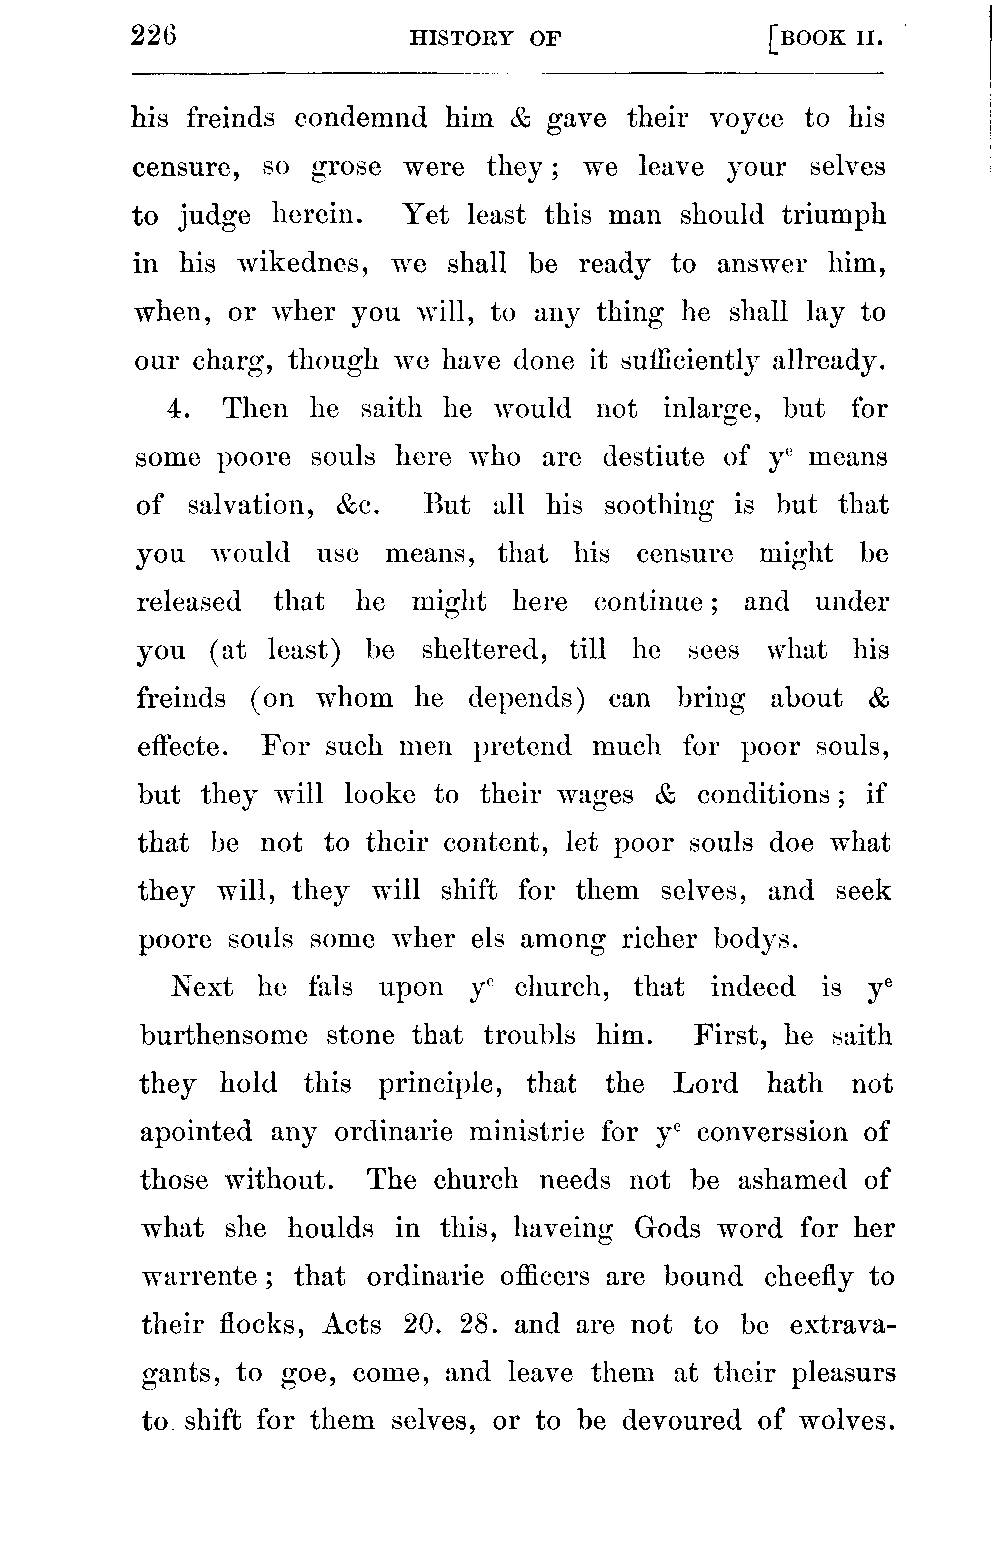 226 HISTORY OF [BOOK II.
his freinds condemnd him & gave their voyce to his
censure, so grose were they; we leave your selves
to judge herein. Yet least this man should triumph
in his wikednes, we shall be ready to answer him,
when, or wher you will, to any thing he shall lay to
our charg, though we have done it sufficiently allready.
4. Then he saith he would not inlarge, but for
some poore souls here who are destiute of yᵉ means
of salvation, &c. But all his soothing is but that
you would use means, that his censure might be
released that he might here continue; and under
you (at least) be sheltered, till he sees what his
freinds (on whom he depends) can bring about &
effecte. For such men pretend much for poor souls,
but they will looke to their wages & conditions; if
that be not to their content, let poor souls doe what
they will, they will shift for them selves, and seek
poore souls some wher els among richer bodys.
Next he fals upon yᵉ church, that indeed is yᵉ
burthensome stone that troubls him. First, he saith
they hold this principle, that the Lord hath not
apointed any ordinarie ministrie for yᵉ converssion of
those without. The church needs not be ashamed of
what she houlds in this, haveing Gods word for her
warrente; that ordinarie officers are bound cheefly to
their flocks, Acts 20. 28. and are not to be extrava-
gants, to goe, come, and leave them at their pleasurs
to shift for them selves, or to be devoured of wolves.